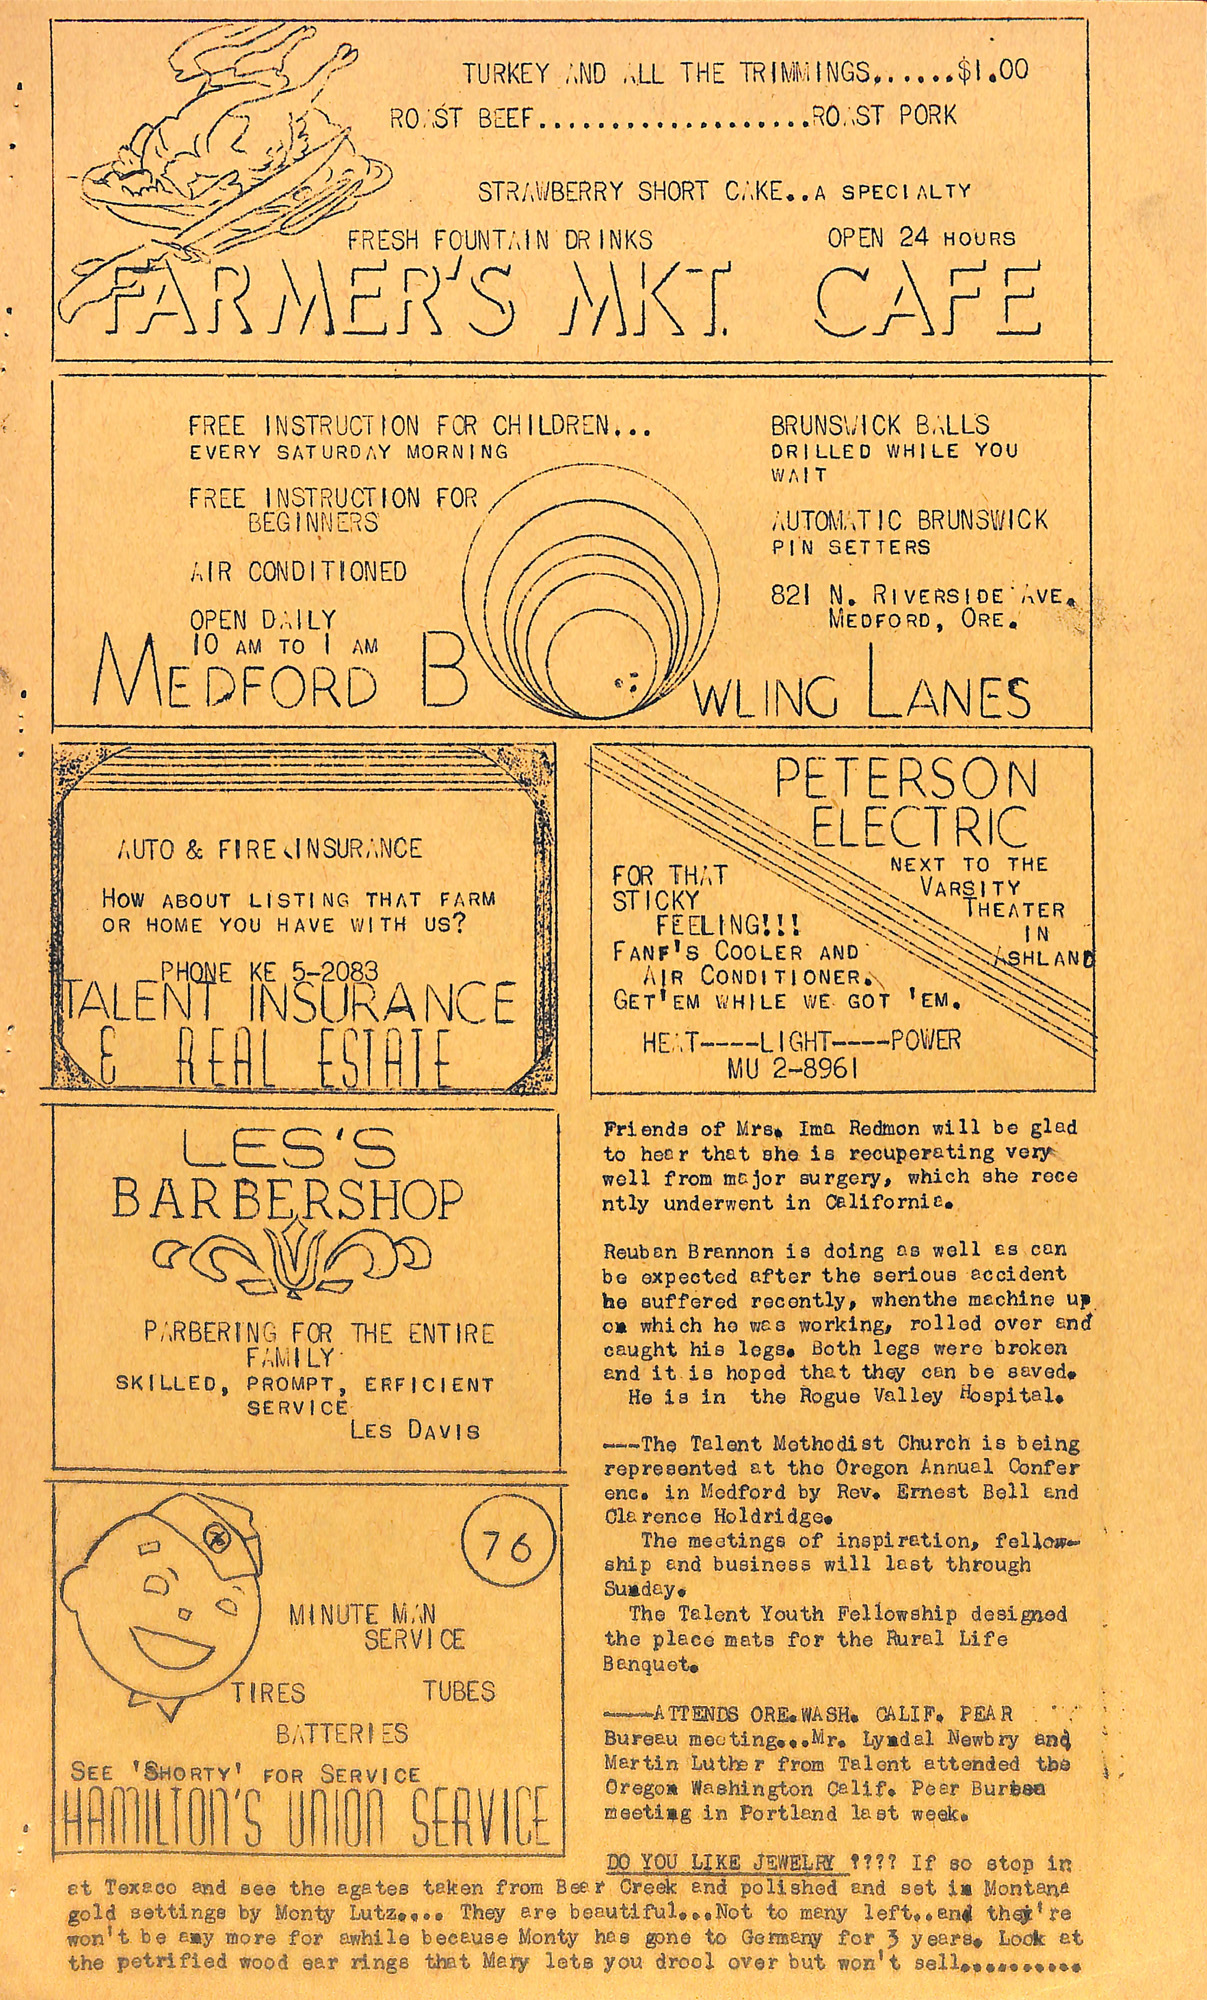 TURKEY AND ALL THE TRIMMINGS.......$1.00
ROAST BEEF...................ROAST PORK
STRAWBERRY SHORT CAKE..A SPECIALTY
FRESH FOUNTAIN DRINKS OPEN 24 HOURS
FARMER'S MKT. CAFE
FREE INSTRUCTION FOR CHILDREN...
EVERY SATURDAY MORNING
FREE INSTRUCTION FOR
BEGINNERS
AIR CONDITIONED
OPEN DAILY
10 AM TO 1 AM
BRUNSWICK BALLS
DRILLED WHILE YOU
WAIT
AUTOMATIC BRUNSWICK
PIN SETTERS
821 N. RIVERSIDE AVE.
MEDFORD, ORE.
MEDFORD BOWLING LANES
AUTO & FIRE INSURANCE
HOW ABOUT LISTING THAT FARM
OR HOME YOU HAVE WITH US?
PHONE KE 5-2083
TALENT INSURANCE
& REAL ESTATE
PETERSON
ELECTRIC
NEXT TO THE
VARSITY
THEATER
IN
ASHLAND
FOR THAT
STICKY
FEELING!!!
FANF'S COOLER AND
AIR CONDITIONER.
GET'EM WHILE WE GOT 'EM.
HEAT----LIGHT----POWER
MU 2-8961
LES'S
BARBERSHOP
PARBERING FOR THE ENTIRE
FAMILY
SKILLED, PROMPT, ERFICIENT
SERVICE
LES DAVIS
76
MINUTE MAN
SERVICE
TIRES TUBES
BATTERIES
SEE 'SHORTY' FOR SERVICE
HAMILTON'S UNION SERVICE
Friends of Mrs. Ima Redmon will be glad
to hear that she is recuperating very
well from major surgery, which she rece
ntly underwent in California.
Reuban Brannon is doing as well as can
be expected after the serious accident
he suffered recently, whenthe machine up
on which he was working, rolled over and
caught his legs. Both legs were broken
and it is hoped that they can be saved.
He is in the Rogue Valley Hospital.
---The Talent Methodist Church is being
represented at the Oregon Annual Confer
enc. in Medford by Rev. Ernest Bell and
Clarence Holdridge.
The meetings of inspiration, fellow-
ship and business will last through
Sunday.
The Talent Youth Fellowship designed
the place mats for the Rural Life
Banquet.
----ATTENDS ORE.WASH. CALIF. PEAR
Bureau meeting...Mr. Lyndal Newbry and
Martin Luther from Talent attended the
Oregon Washington Calif. Pear Bureau
meeting in Portland last week.
DO YOU LIKE JEWELRY ???? If so stop in
at Texaco and see the agates taken from Bear Creek and polished and set in Montana
gold settings by Monty Lutz.... They are beautiful...Not to many left..and they're
won't be any more for awhile because Monty has gone to Germany for 3 years. Look at
the petrified wood ear rings that Mary lets you drool over but won't sell..........